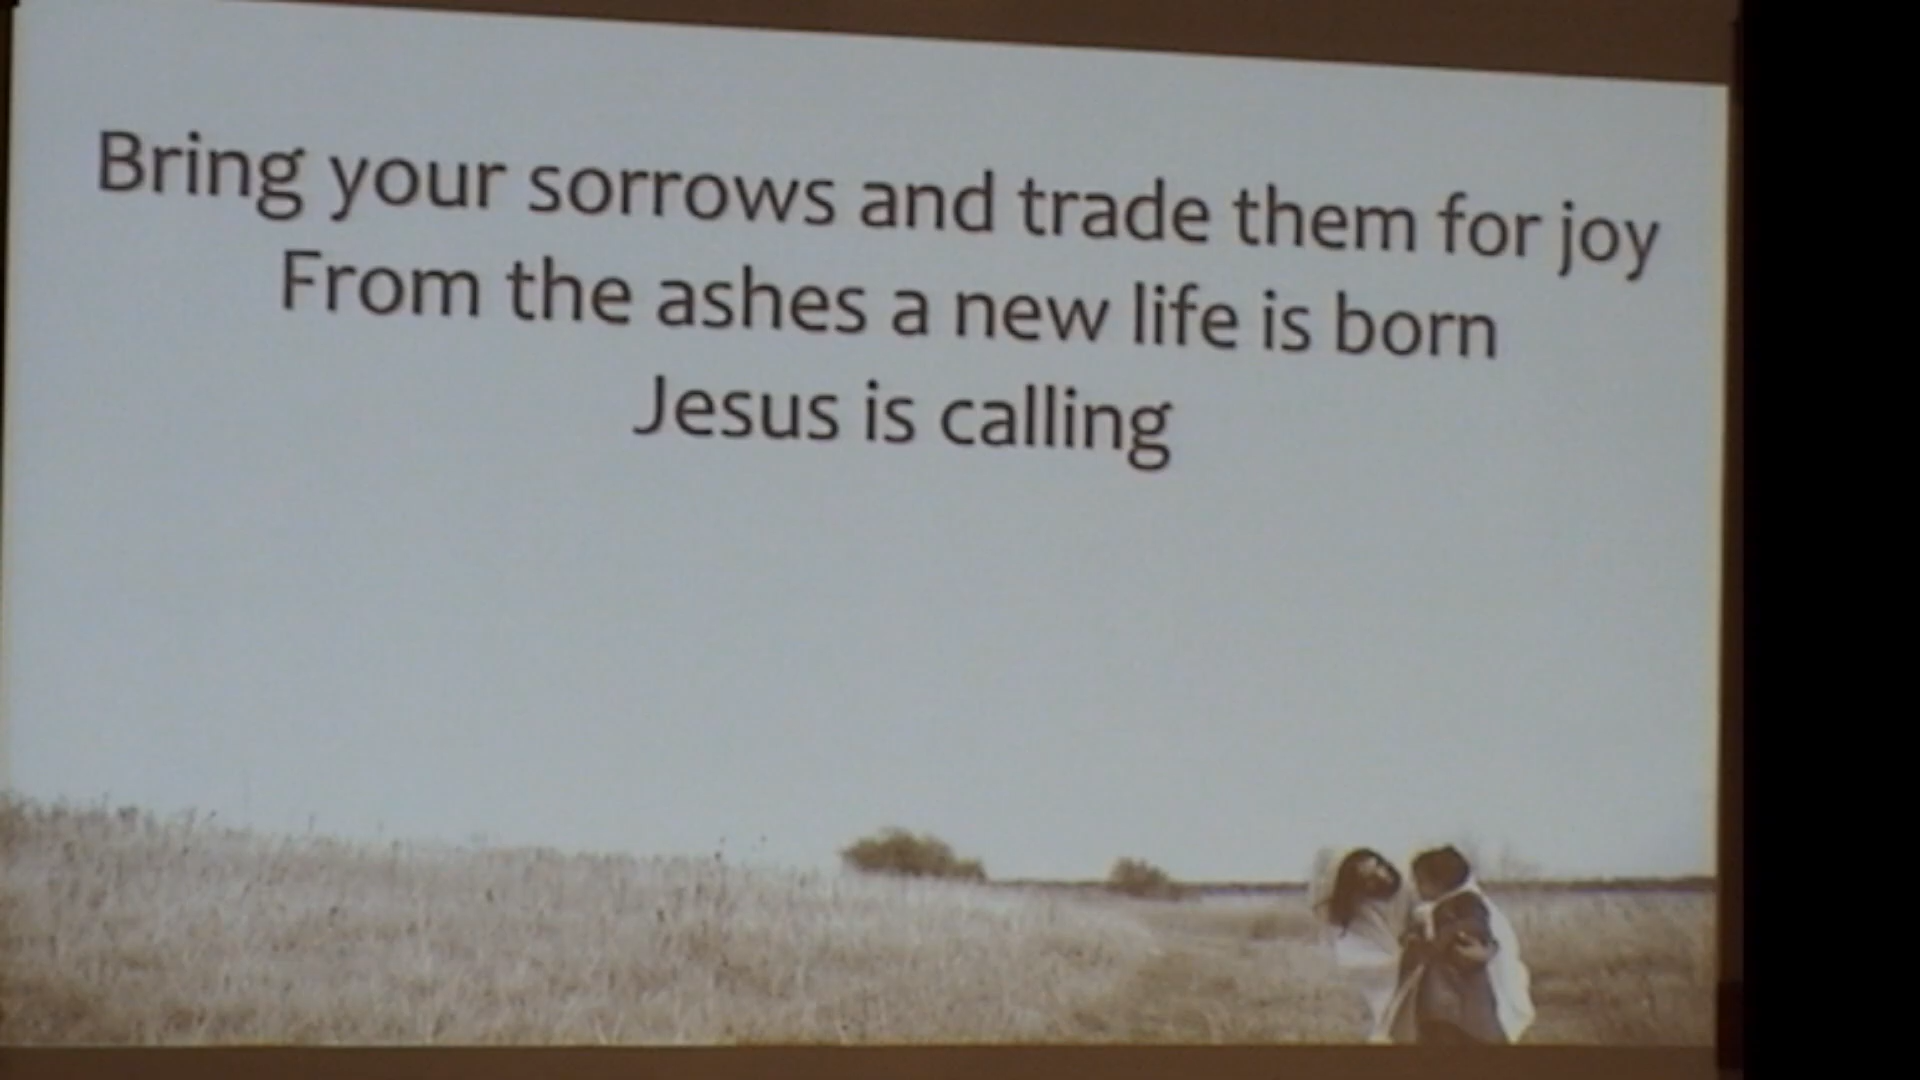 Bring your sorrows and trade them for joy
From the ashes a new life is born
Jesus is calling